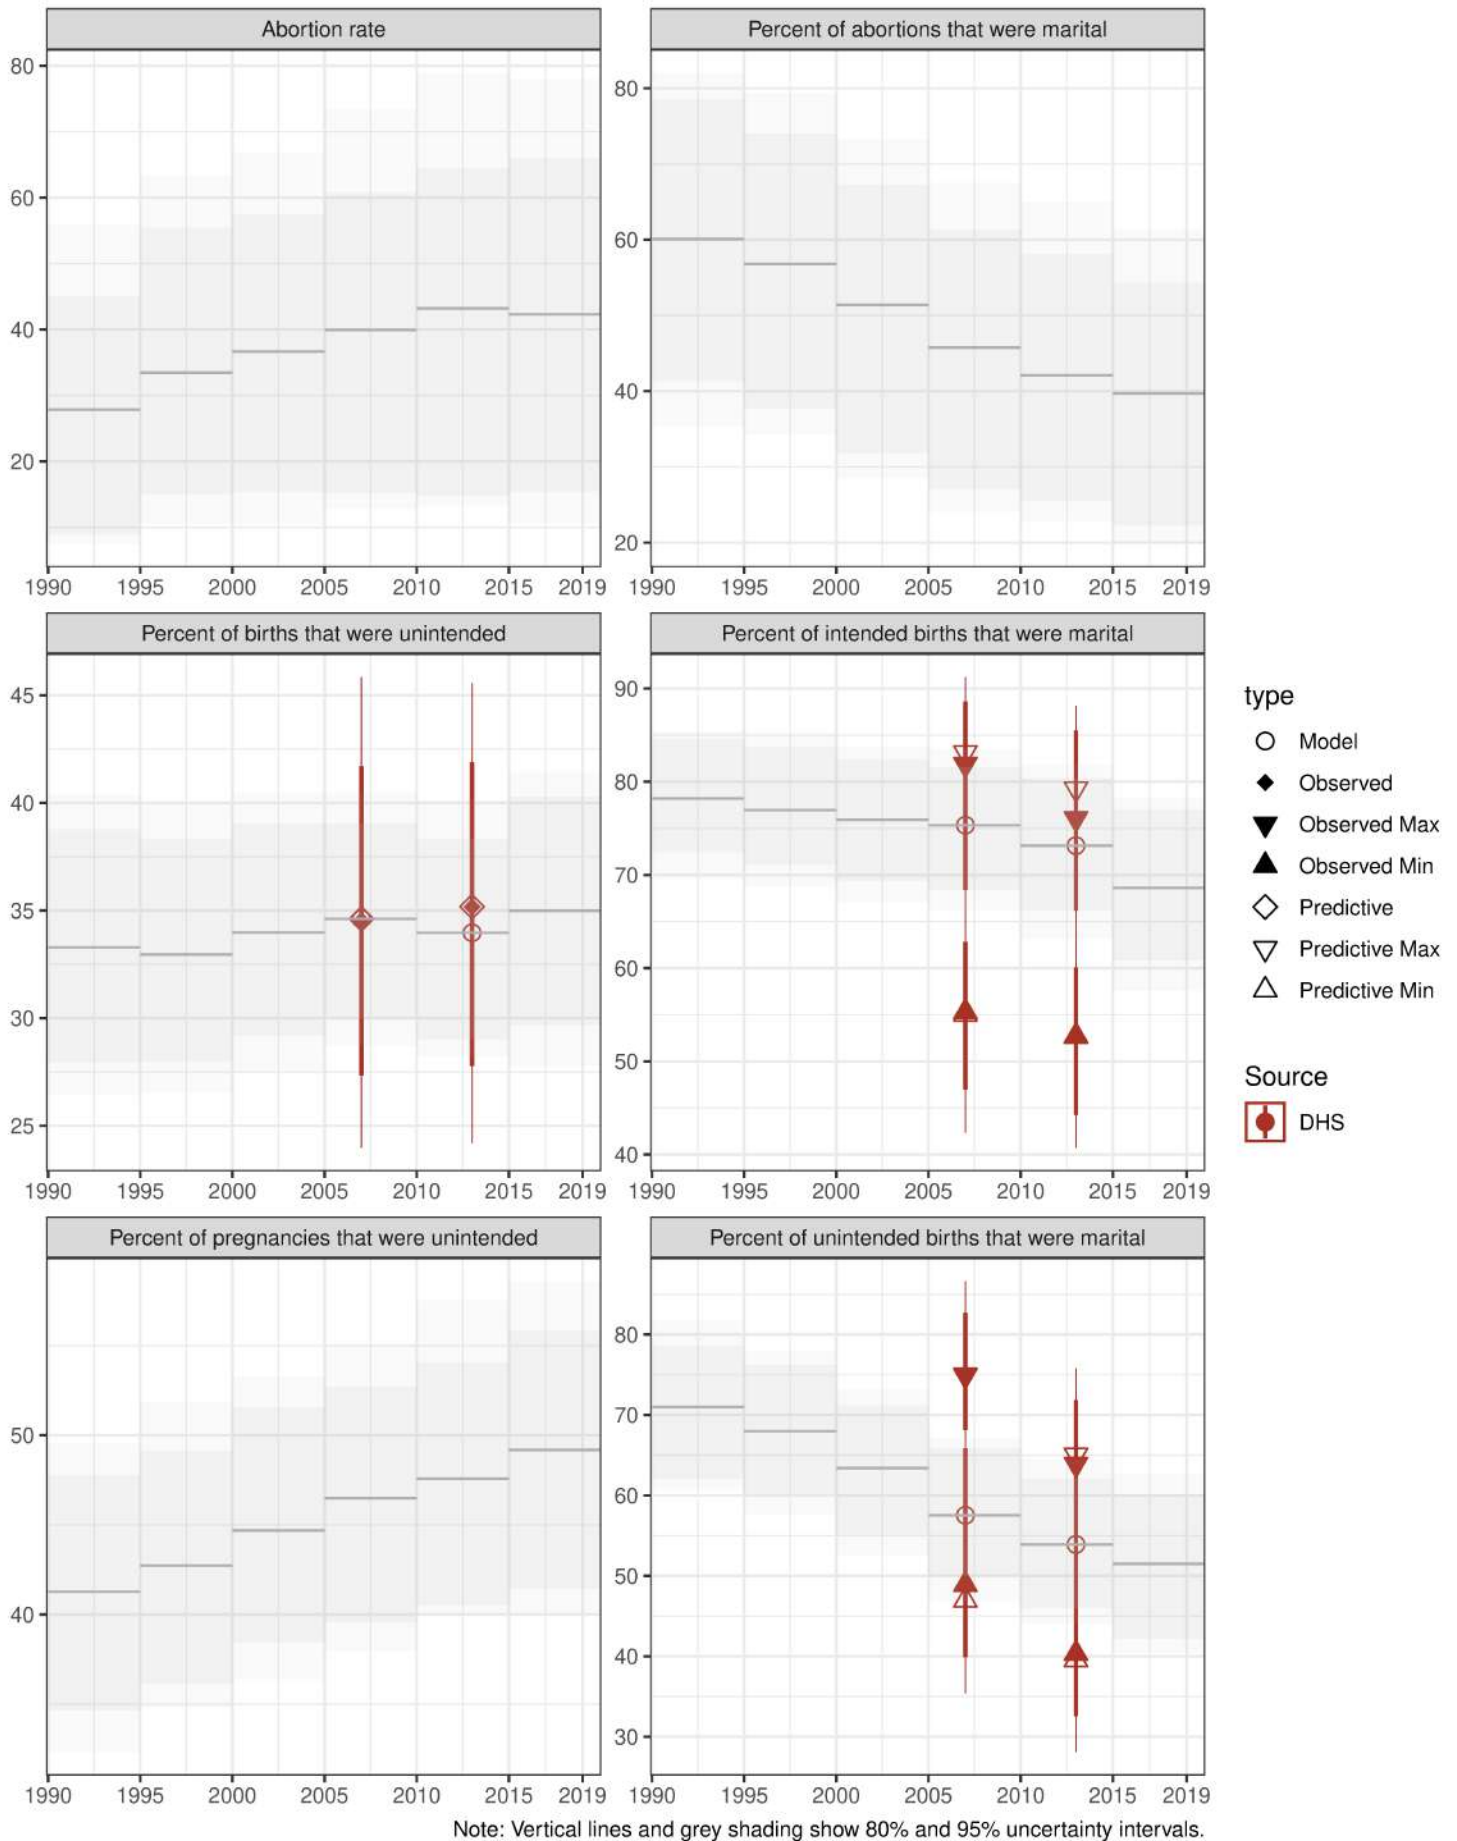 Abortion rate
Percent of abortions that were marital
80
60
40
20
1990 1995 2000 2005 2010 2015 2019
80
60
40
20
1990 1995 2000 2005 2010 2015 2019
Percent of births that were unintended
Percent of intended births that were marital
45
40
35
30
25
1990 1995 2000 2005 2010 2015 2019
90
80
70
60
50
40
1990 1995 2000 2005 2010 2015 2019
type
Model
Observed
Observed Max
Observed Min
Predictive
Predictive Max
Predictive Min
Source
DHS
Percent of pregnancies that were unintended
Percent of unintended births that were marital
50
40
1990 1995 2000 2005 2010 2015 2019
80
70
60
50
40
30
1990 1995 2000 2005 2010 2015 2019
Note: Vertical lines and grey shading show 80% and 95% uncertainty intervals.